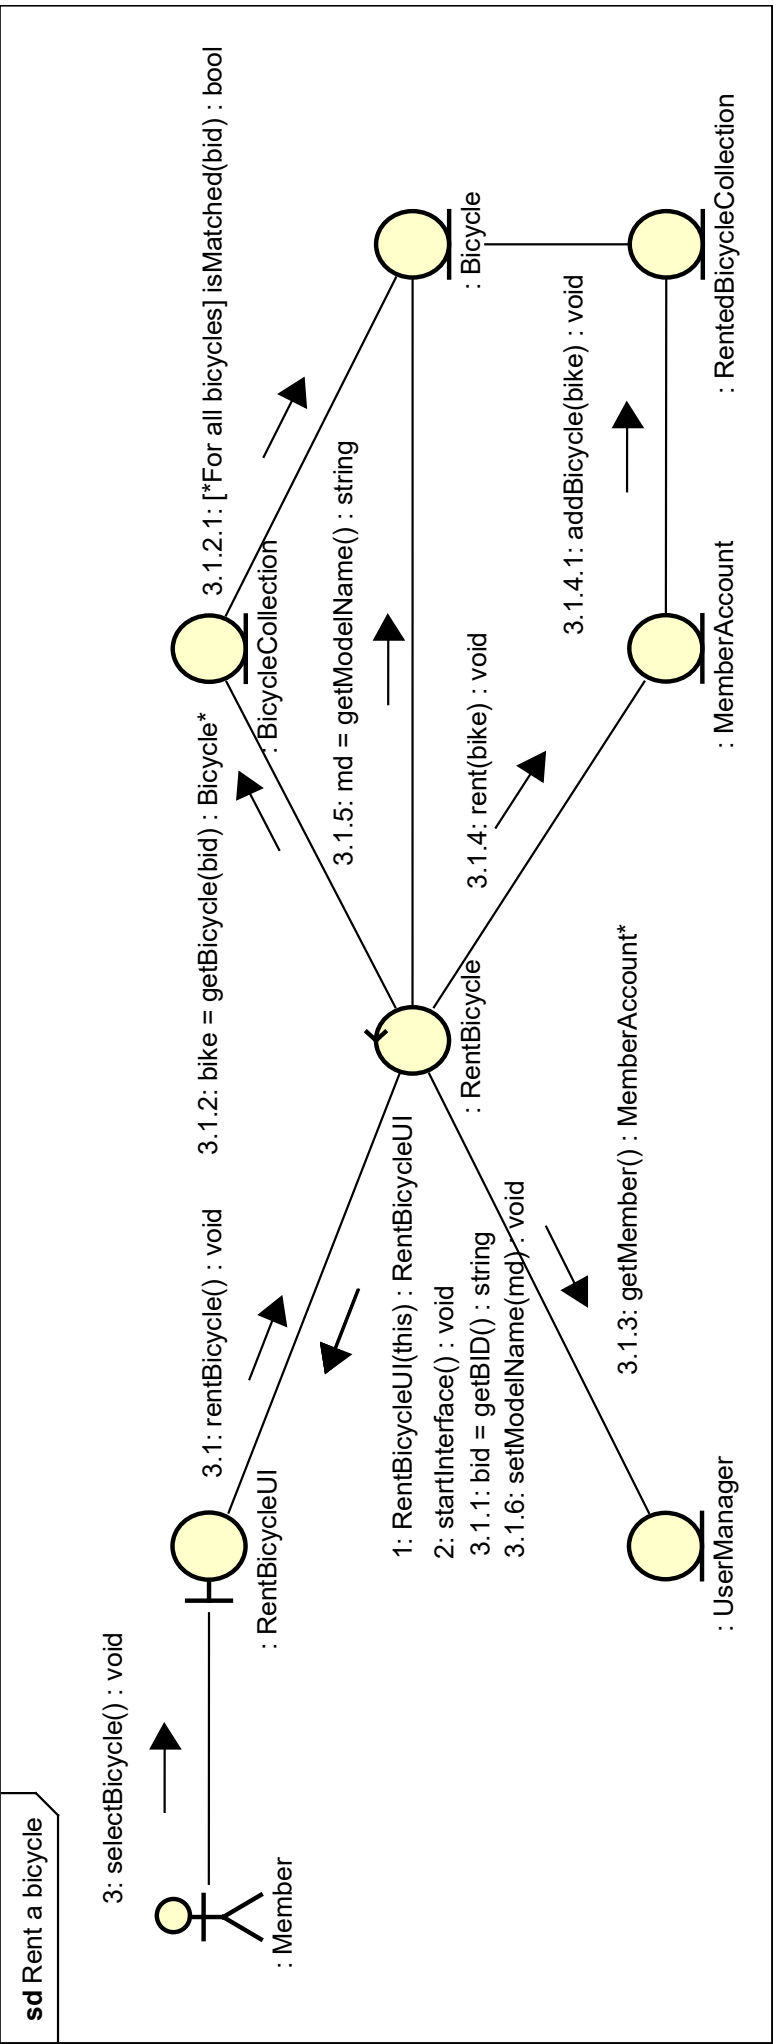 sd Rent a bicycle
3: selectBicycle() : void
: Member
: RentBicycleUI
3.1: rentBicycle() : void
1: RentBicycleUI(this) : RentBicycleUI
2: startInterface() : void
3.1.1: bid = getBID() : string
3.1.6: setModelName(md) : void
: UserManager
3.1.3: getMember() : MemberAccount*
: RentBicycle
3.1.2: bike = getBicycle(bid) : Bicycle*
: BicycleCollection
3.1.2.1: [*For all bicycles] isMatched(bid) : bool
3.1.5: md = getModelName() : string
: Bicycle
3.1.4: rent(bike) : void
: MemberAccount
3.1.4.1: addBicycle(bike) : void
: RentedBicycleCollection